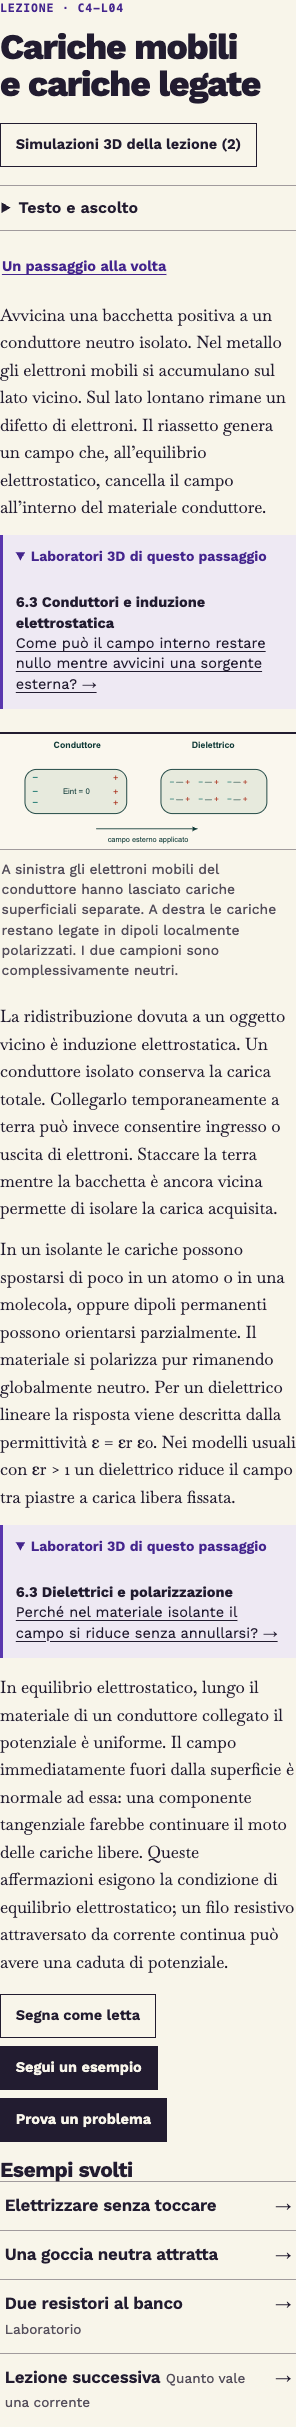 LEZIONE · C4–L04
Cariche mobili
e cariche legate
Simulazioni 3D della lezione (2)
▶ Testo e ascolto
Un passaggio alla volta
Avvicina una bacchetta positiva a un
conduttore neutro isolato. Nel metallo
gli elettroni mobili si accumulano sul
lato vicino. Sul lato lontano rimane un
difetto di elettroni. Il riassetto genera
un campo che, all’equilibrio
elettrostatico, cancella il campo
all’interno del materiale conduttore.
▼ Laboratori 3D di questo passaggio
6.3 Conduttori e induzione
elettrostatica
Come può il campo interno restare
nullo mentre avvicini una sorgente
esterna? →
Conduttore Dielettrico
− + −—+ −—+ −—+
− Eint = 0 +
− + −—+ −—+ −—+
campo esterno applicato
A sinistra gli elettroni mobili del
conduttore hanno lasciato cariche
superficiali separate. A destra le cariche
restano legate in dipoli localmente
polarizzati. I due campioni sono
complessivamente neutri.
La ridistribuzione dovuta a un oggetto
vicino è induzione elettrostatica. Un
conduttore isolato conserva la carica
totale. Collegarlo temporaneamente a
terra può invece consentire ingresso o
uscita di elettroni. Staccare la terra
mentre la bacchetta è ancora vicina
permette di isolare la carica acquisita.
In un isolante le cariche possono
spostarsi di poco in un atomo o in una
molecola, oppure dipoli permanenti
possono orientarsi parzialmente. Il
materiale si polarizza pur rimanendo
globalmente neutro. Per un dielettrico
lineare la risposta viene descritta dalla
permittività ε = εr ε0. Nei modelli usuali
con εr > 1 un dielettrico riduce il campo
tra piastre a carica libera fissata.
▼ Laboratori 3D di questo passaggio
6.3 Dielettrici e polarizzazione
Perché nel materiale isolante il
campo si riduce senza annullarsi? →
In equilibrio elettrostatico, lungo il
materiale di un conduttore collegato il
potenziale è uniforme. Il campo
immediatamente fuori dalla superficie è
normale ad essa: una componente
tangenziale farebbe continuare il moto
delle cariche libere. Queste
affermazioni esigono la condizione di
equilibrio elettrostatico; un filo resistivo
attraversato da corrente continua può
avere una caduta di potenziale.
Segna come letta
Segui un esempio
Prova un problema
Esempi svolti
Elettrizzare senza toccare →
Una goccia neutra attratta →
Due resistori al banco →
Laboratorio
Lezione successiva Quanto vale →
una corrente